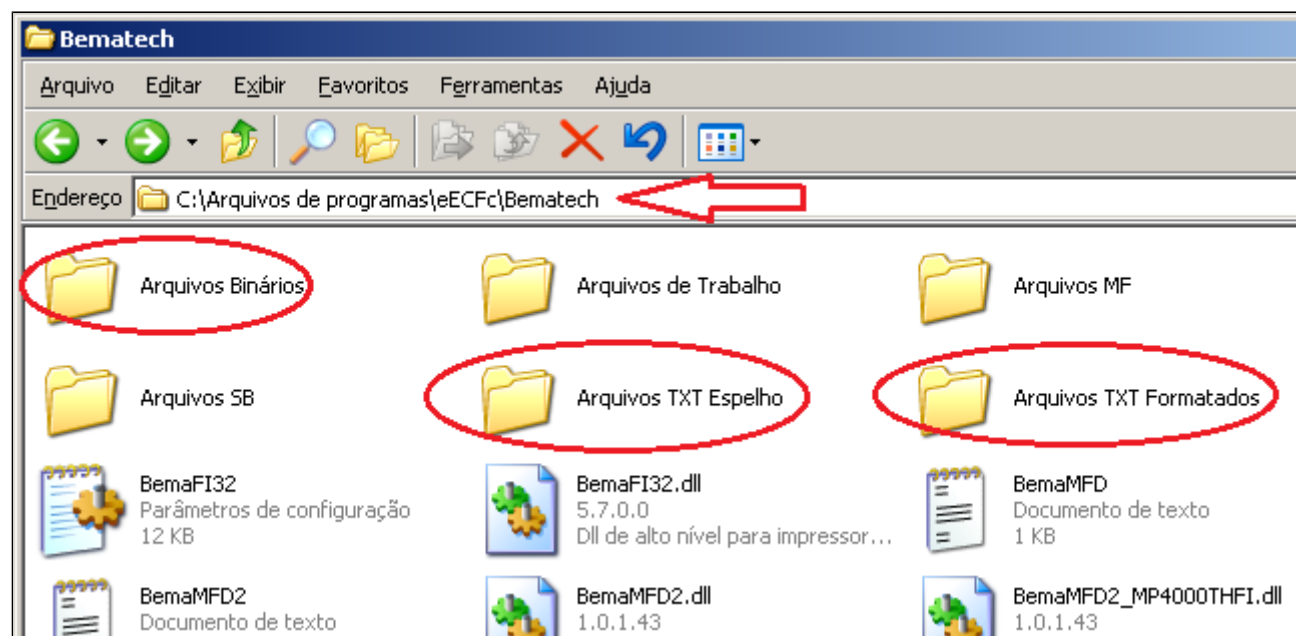 Bematech
Arquivo Editar Exibir Favoritos Ferramentas Ajuda
Endereço C:\Arquivos de programas\eECFc\Bematech
Arquivos Binários
Arquivos de Trabalho
Arquivos MF
Arquivos SB
Arquivos TXT Espelho
Arquivos TXT Formatados
BemaFI32
Parâmetros de configuração
12 KB
BemaFI32.dll
5.7.0.0
Dll de alto nível para impressor...
BemaMFD
Documento de texto
1 KB
BemaMFD2
Documento de texto
BemaMFD2.dll
1.0.1.43
BemaMFD2_MP4000THFI.dll
1.0.1.43